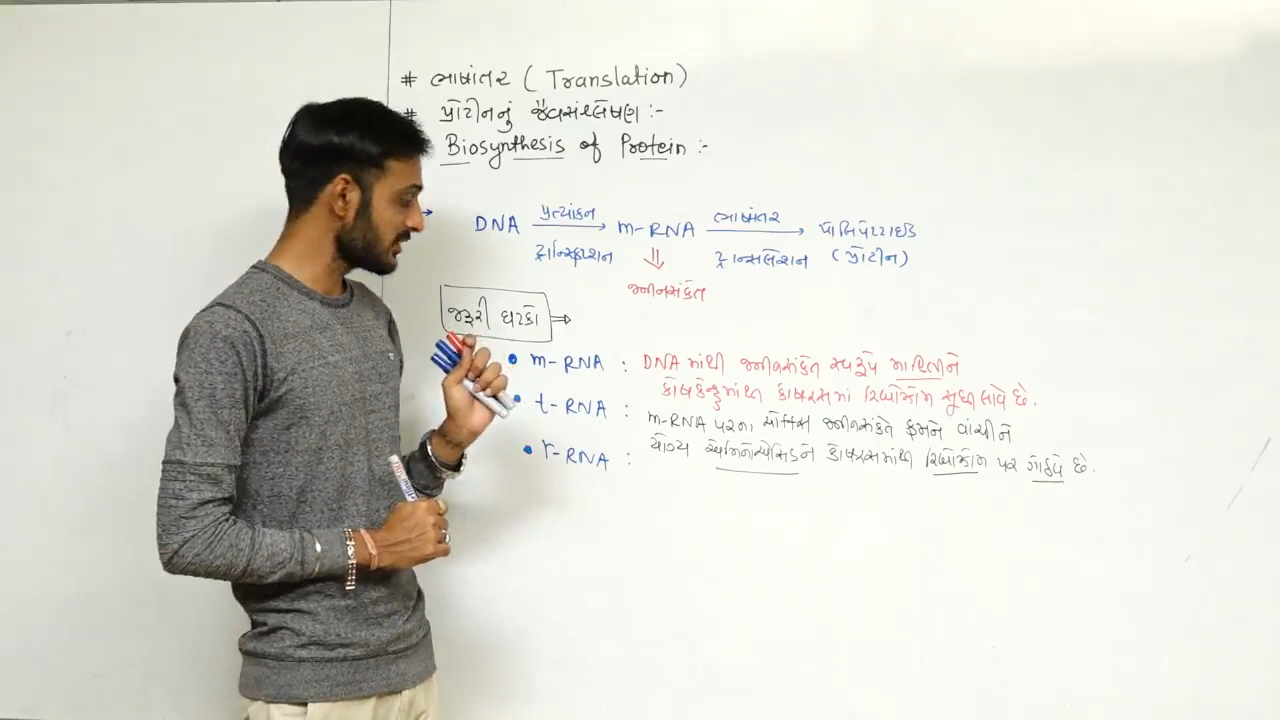 # ભાષાંતર ( Translation )
# પ્રોટીનનું જૈવસંશ્લેષણ :-
Biosynthesis of Protein :-
→ DNA પ્રત્યાંકન → m-RNA ભાષાંતર → પોલિપેપ્ટાઈડ
ટ્રાન્સ્ક્રિપ્શન ⇓ ટ્રાન્સલેશન ( પ્રોટીન )
જનીનસંકેત
જરૂરી ઘટકો ⇒
• m-RNA : DNA માંથી જનીનસંકેત સ્વરૂપે માહિતીને
કોષકેન્દ્રમાંથી કોષરસમાં રિબોઝોમ સુધી લાવે છે.
• t-RNA : m-RNA પરના ચોક્કસ જનીનસંકેત ક્રમને વાંચીને
યોગ્ય એમિનોએસિડને કોષરસમાંથી રિબોઝોમ પર ગોઠવે છે.
• r-RNA :